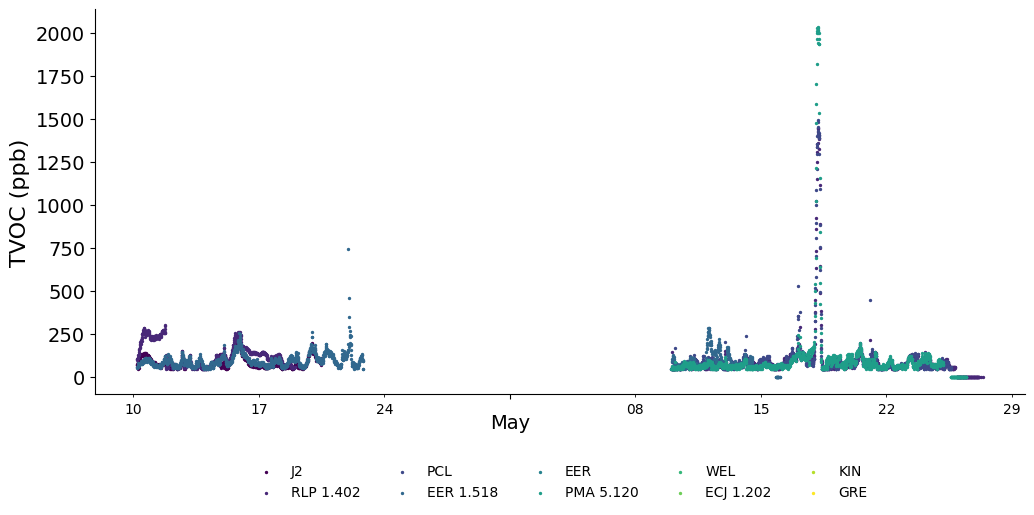 2000
1750
1500
1250
1000
750
500
250
0
TVOC (ppb)
10 17 24 08 15 22 29
May
J2 PCL EER WEL KIN
RLP 1.402 EER 1.518 PMA 5.120 ECJ 1.202 GRE